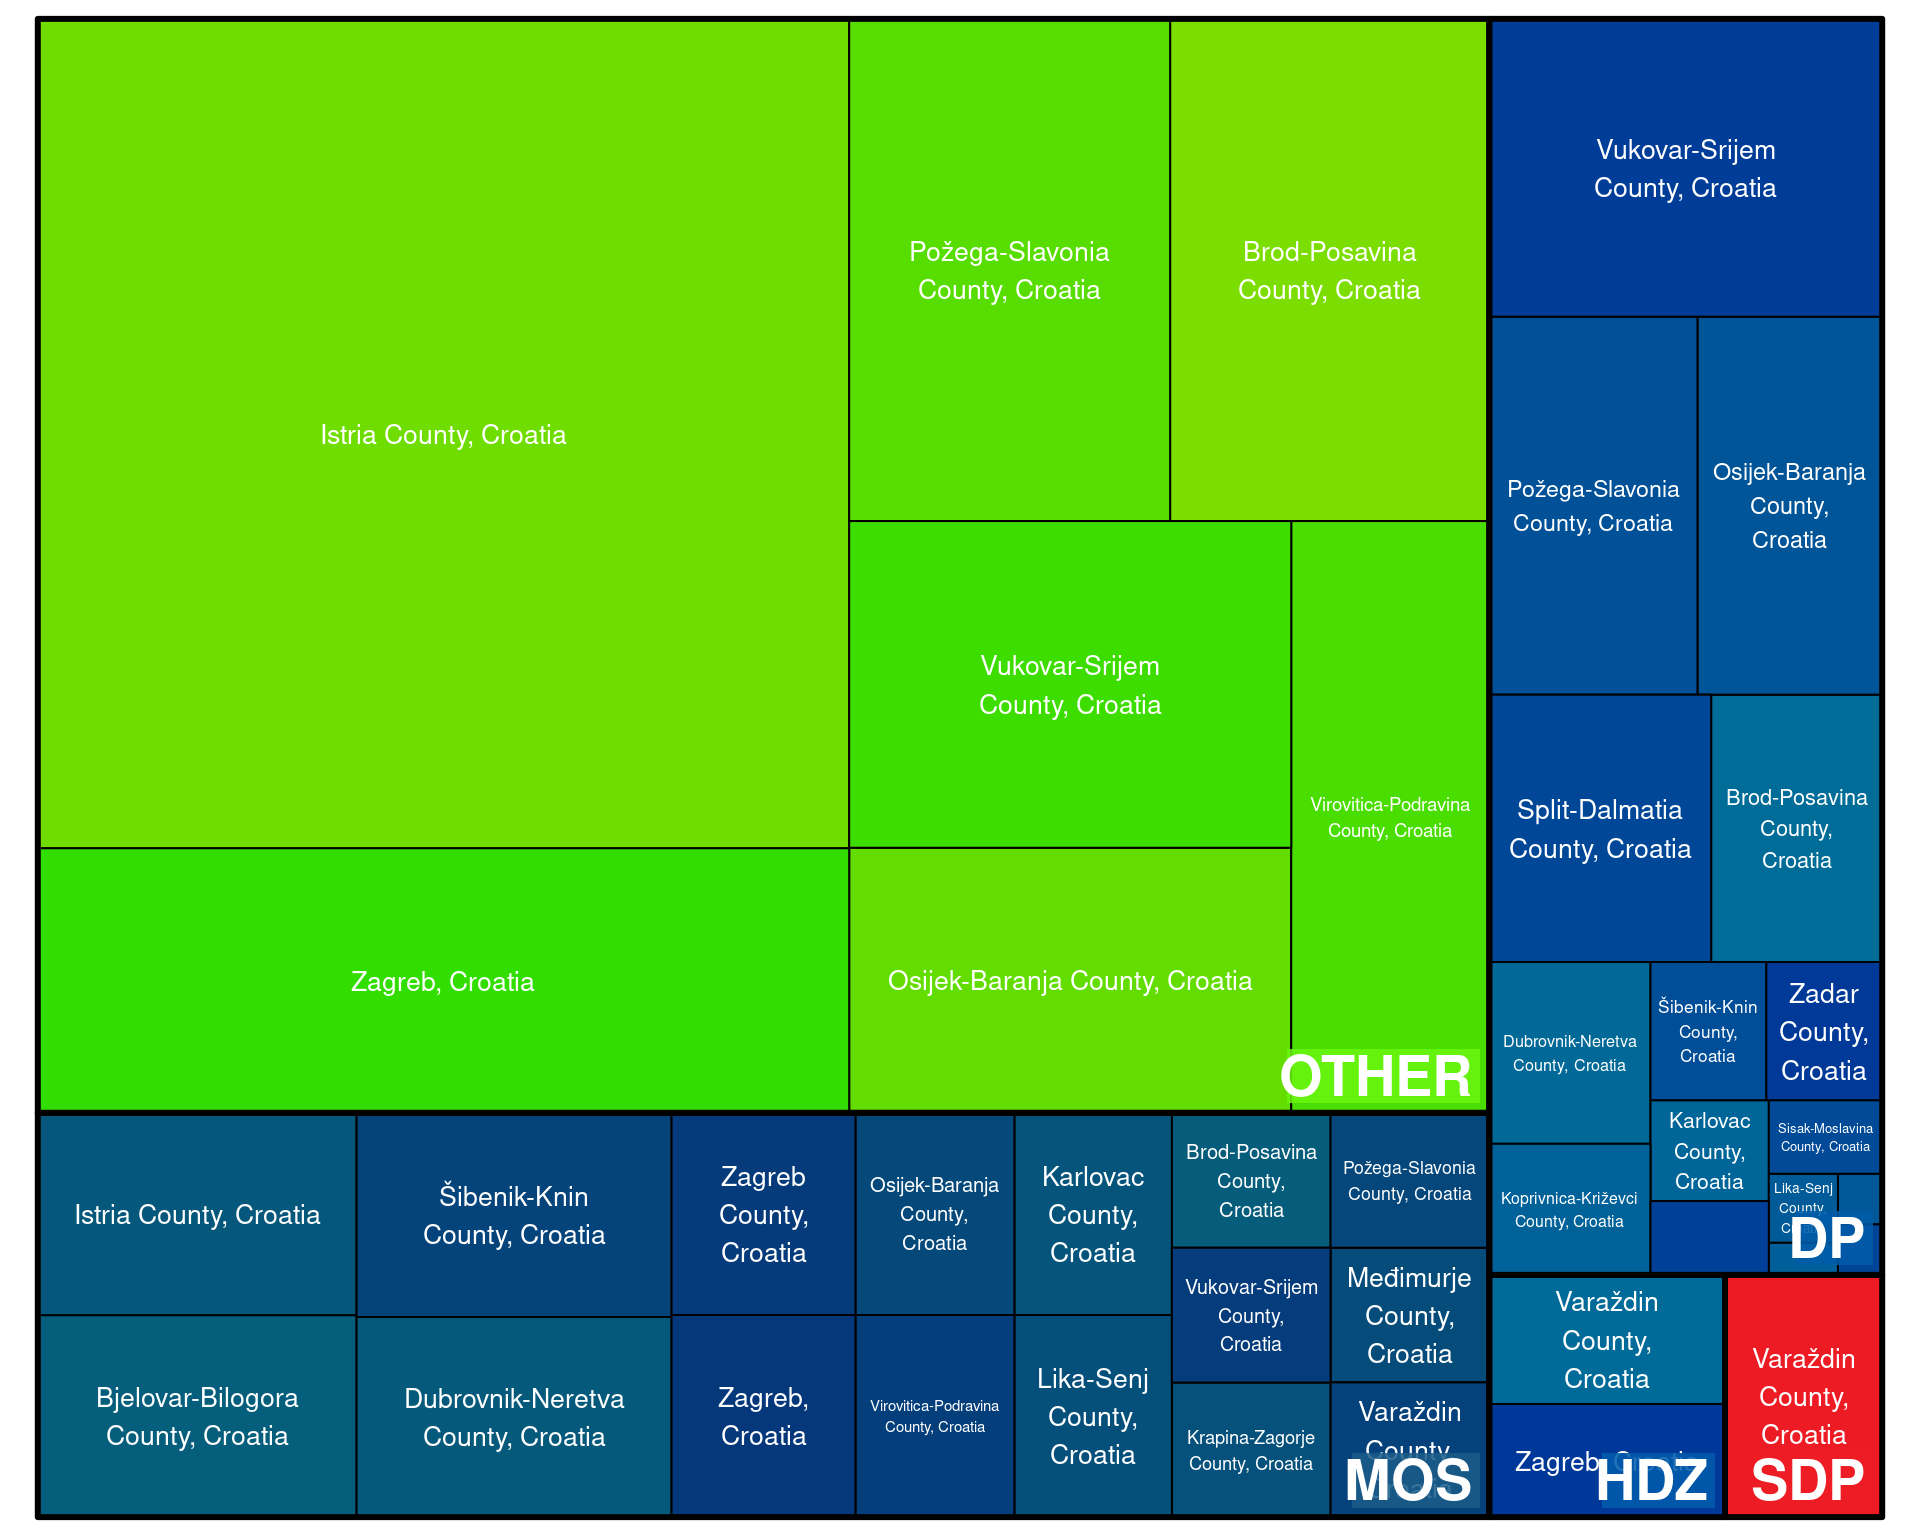 Istria County, Croatia
Požega-Slavonia
County, Croatia
Brod-Posavina
County, Croatia
Vukovar-Srijem
County, Croatia
Virovitica-Podravina
County, Croatia
Zagreb, Croatia
Osijek-Baranja County, Croatia
OTHER
Vukovar-Srijem
County, Croatia
Požega-Slavonia
County, Croatia
Osijek-Baranja
County,
Croatia
Split-Dalmatia
County, Croatia
Brod-Posavina
County,
Croatia
Dubrovnik-Neretva
County, Croatia
Šibenik-Knin
County,
Croatia
Zadar
County,
Croatia
Koprivnica-Križevci
County, Croatia
Karlovac
County,
Croatia
Sisak-Moslavina
County, Croatia
Lika-Senj
County,
DP
Istria County, Croatia
Šibenik-Knin
County, Croatia
Zagreb
County,
Croatia
Osijek-Baranja
County,
Croatia
Karlovac
County,
Croatia
Brod-Posavina
County,
Croatia
Požega-Slavonia
County, Croatia
Bjelovar-Bilogora
County, Croatia
Dubrovnik-Neretva
County, Croatia
Zagreb,
Croatia
Virovitica-Podravina
County, Croatia
Lika-Senj
County,
Croatia
Vukovar-Srijem
County,
Croatia
Međimurje
County,
Croatia
Krapina-Zagorje
County, Croatia
Varaždin
County,
MOS
Varaždin
County,
Croatia
Zagreb, Croatia
HDZ
Varaždin
County,
Croatia
SDP